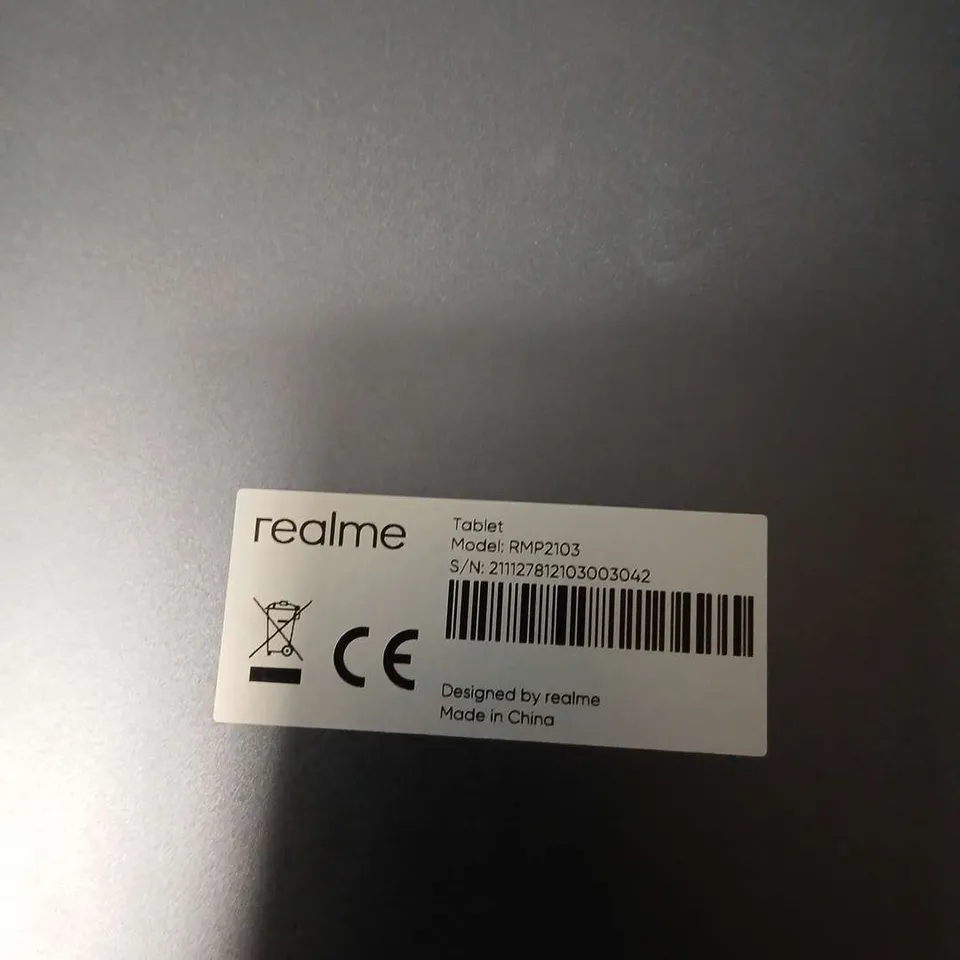 realme
Tablet
Model: RMP2103
S/N: 211127812103003042
CE
Designed by realme
Made in China